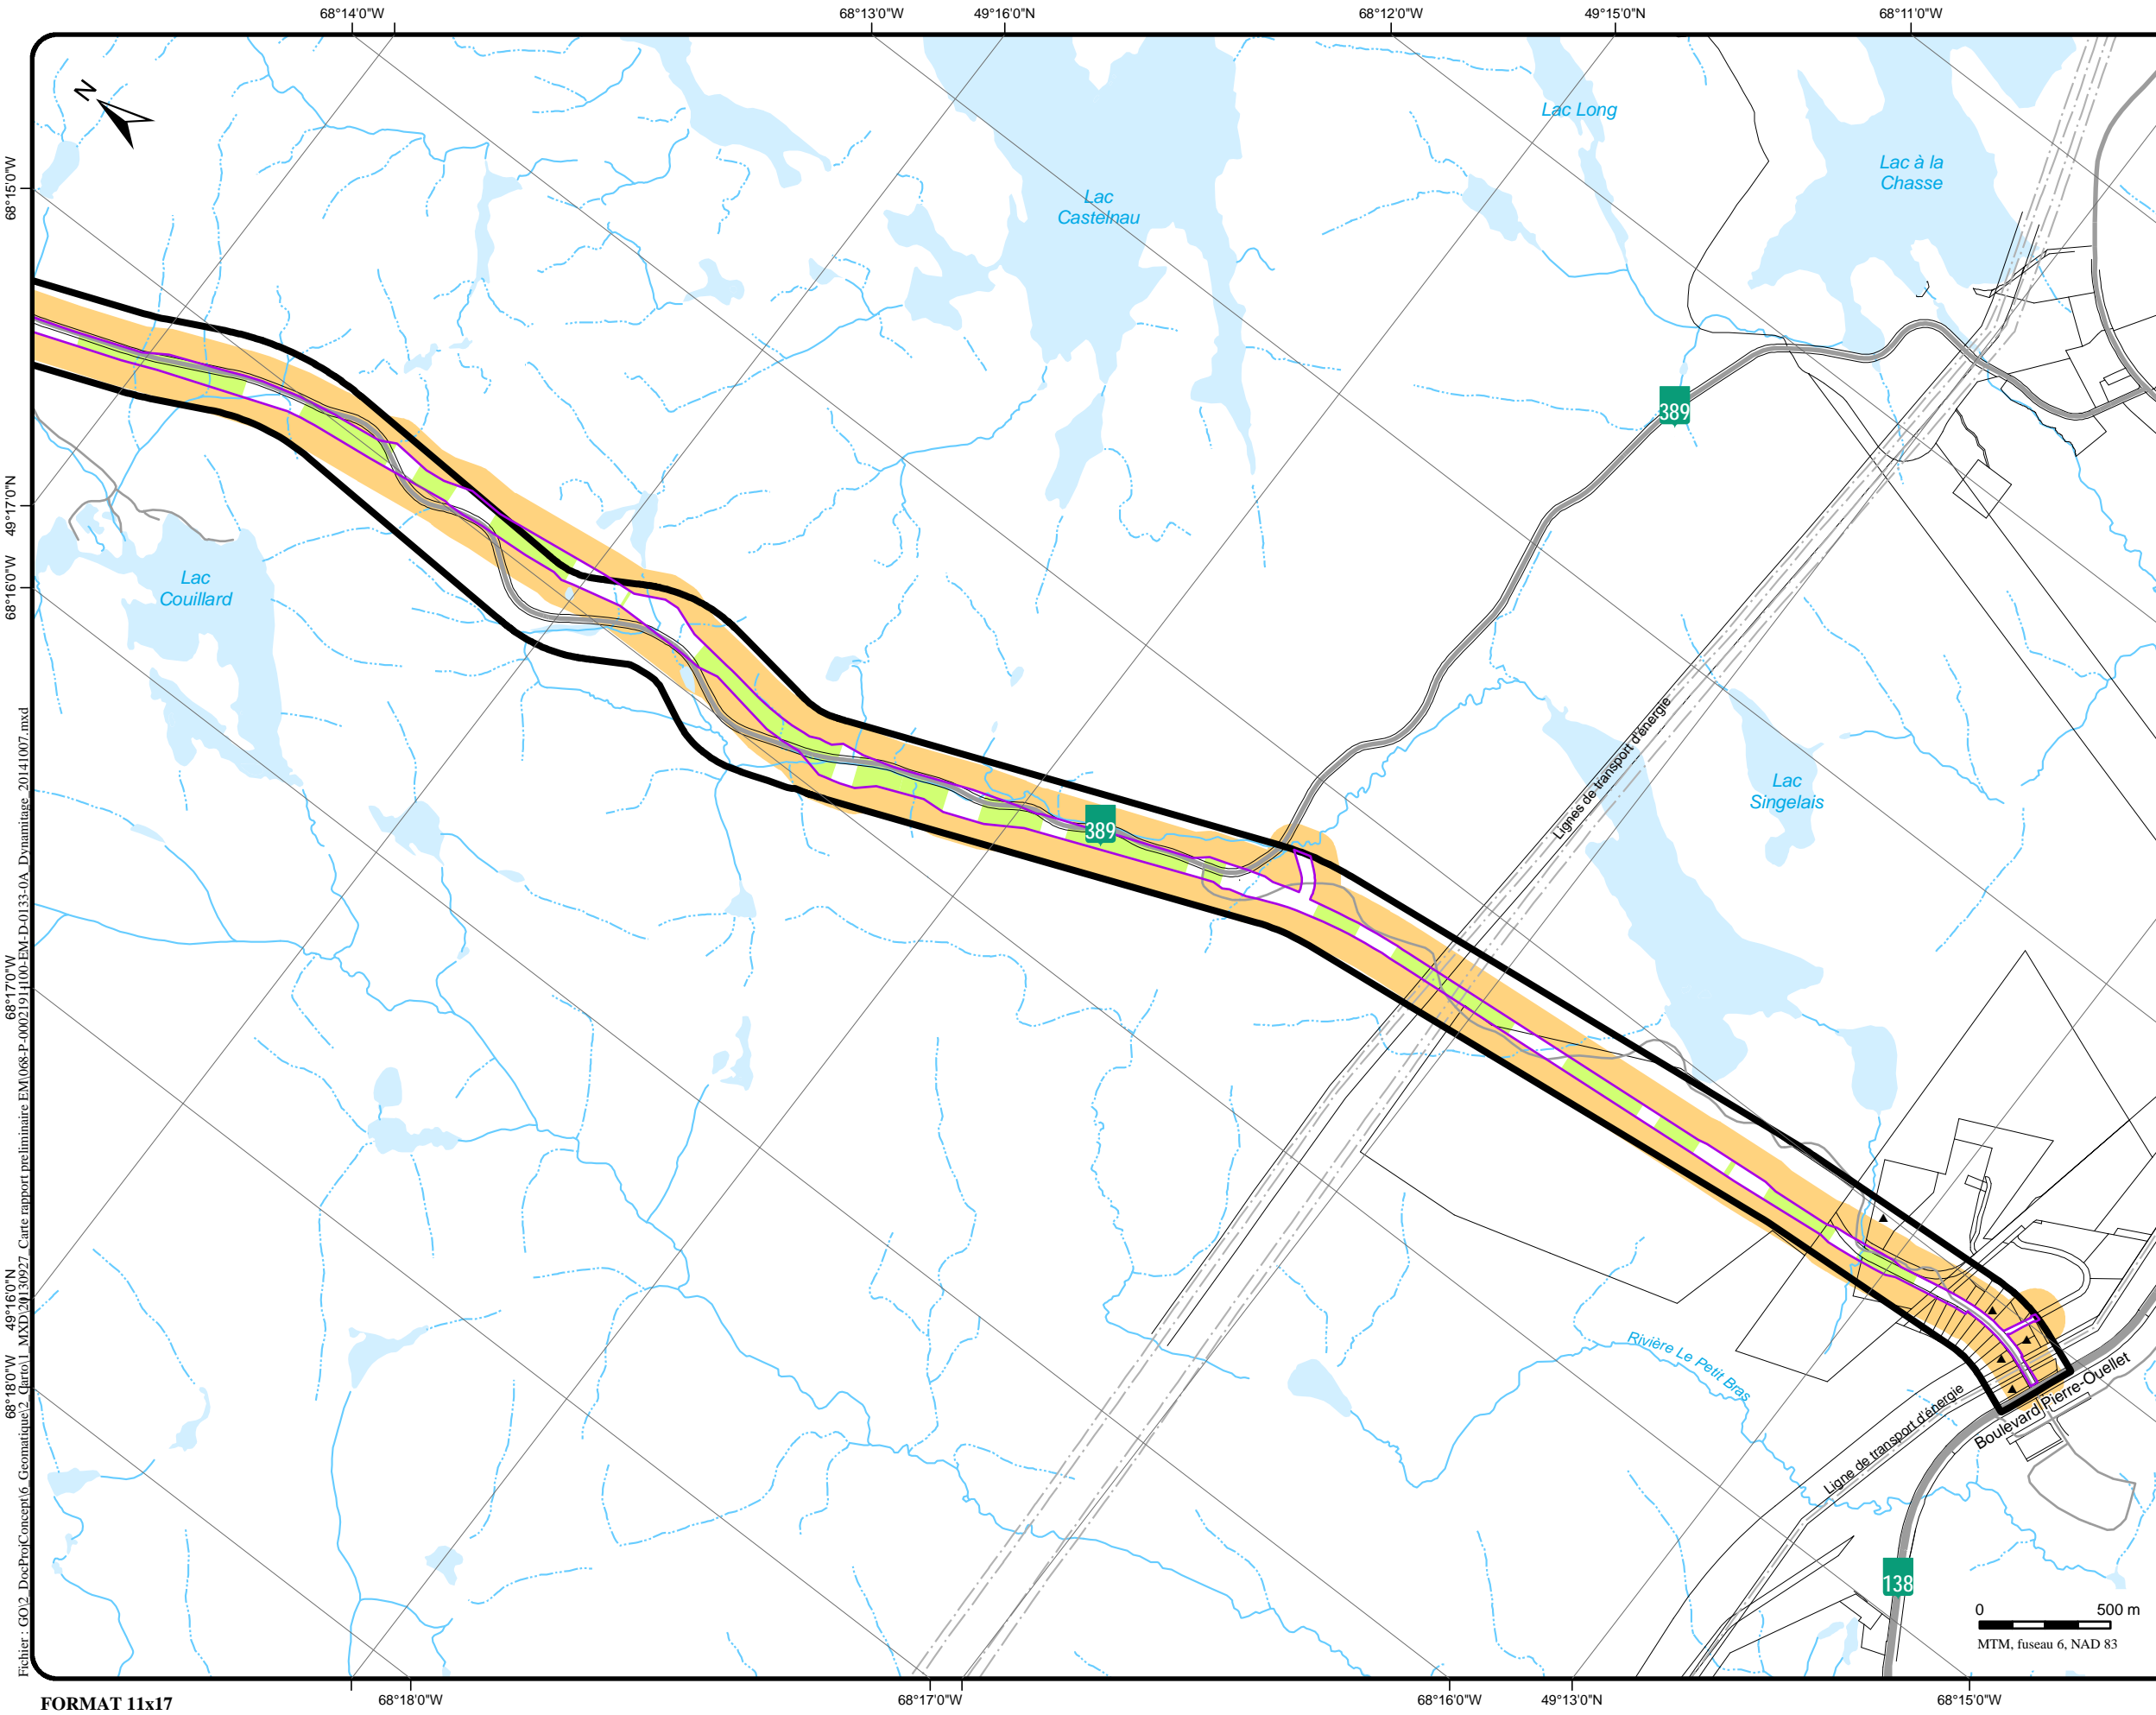 68°14'0"W
68°13'0"W
49°16'0"N
68°12'0"W
49°15'0"N
68°11'0"W
N
Lac Long
Lac à la
Chasse
Lac
Castelnau
68°15'0"W
389
49°17'0"N
Lac
Couillard
68°16'0"W
Lignes de transport d'énergie
Lac
Singelais
389
68°17'0"W
49°16'0"N
68°18'0"W
Rivière Le Petit Bras
Boulevard Pierre-Ouellet
Ligne de transport d'énergie
138
0 500 m
MTM, fuseau 6, NAD 83
Fichier : GO\2_DocProjConcept\6_Geomatique\2_Carto\1_MXD\20130927_Carte rapport preliminaire EM\068-P-0002191-1100-EM-D-0133-0A_Dynamitage_20141007.mxd
FORMAT 11x17
68°18'0"W
68°17'0"W
68°16'0"W
49°13'0"N
68°15'0"W